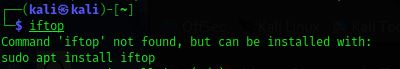 ┌──(kali㉿kali)-[~]
└─$ iftop
Command 'iftop' not found, but can be installed with:
sudo apt install iftop